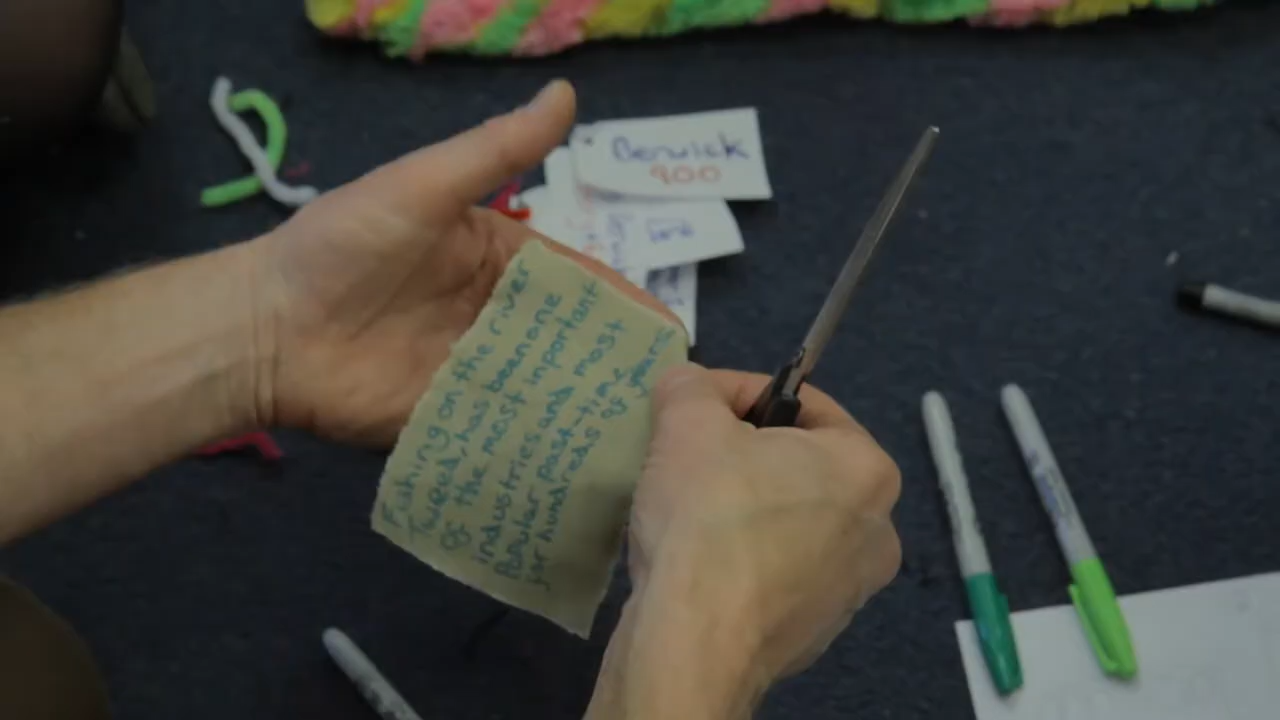 Berwick
900
Fishing on the river
Tweed, has been one
of the most inportant
industries and most
Popular past-time
for hundreds of years